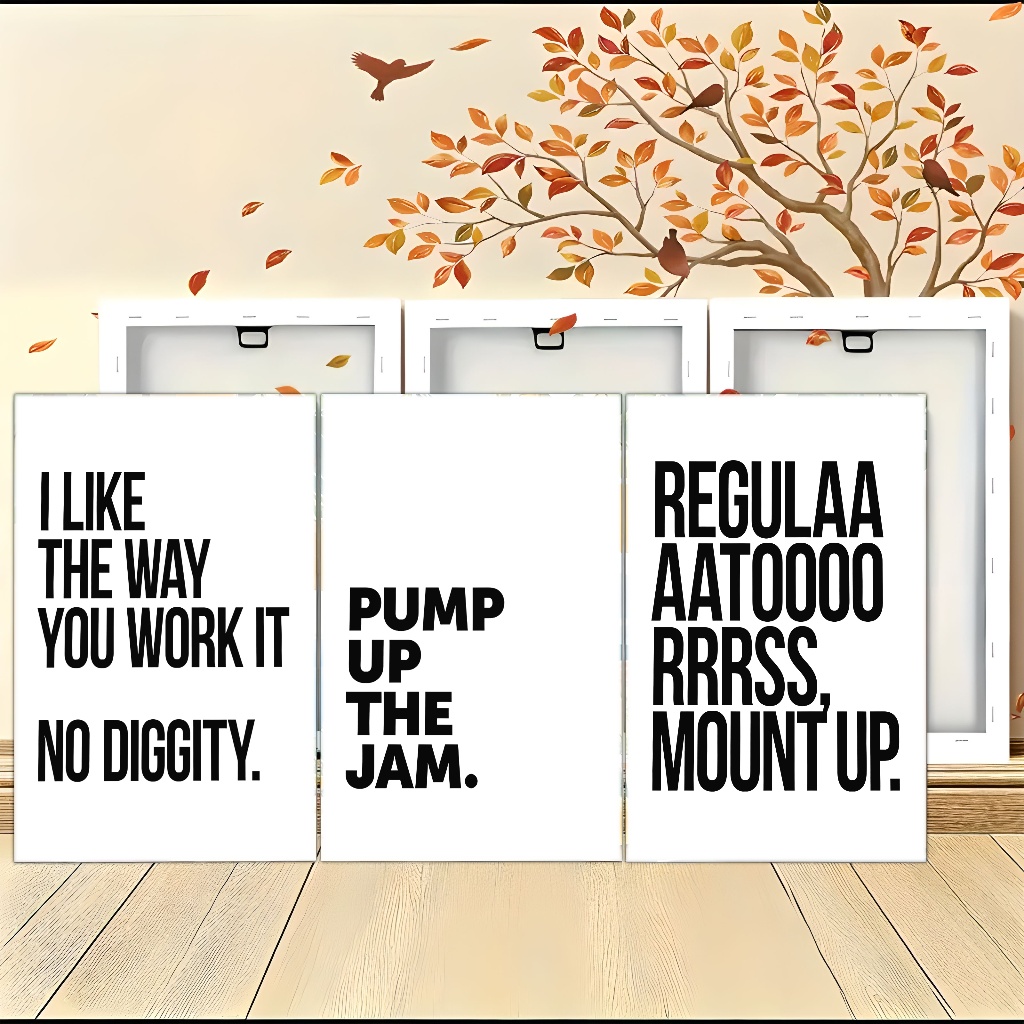 I LIKE
THE WAY
YOU WORK IT
NO DIGGITY.
PUMP
UP
THE
JAM.
REGULAA
AATOOOO
RRRSS,
MOUNT UP.